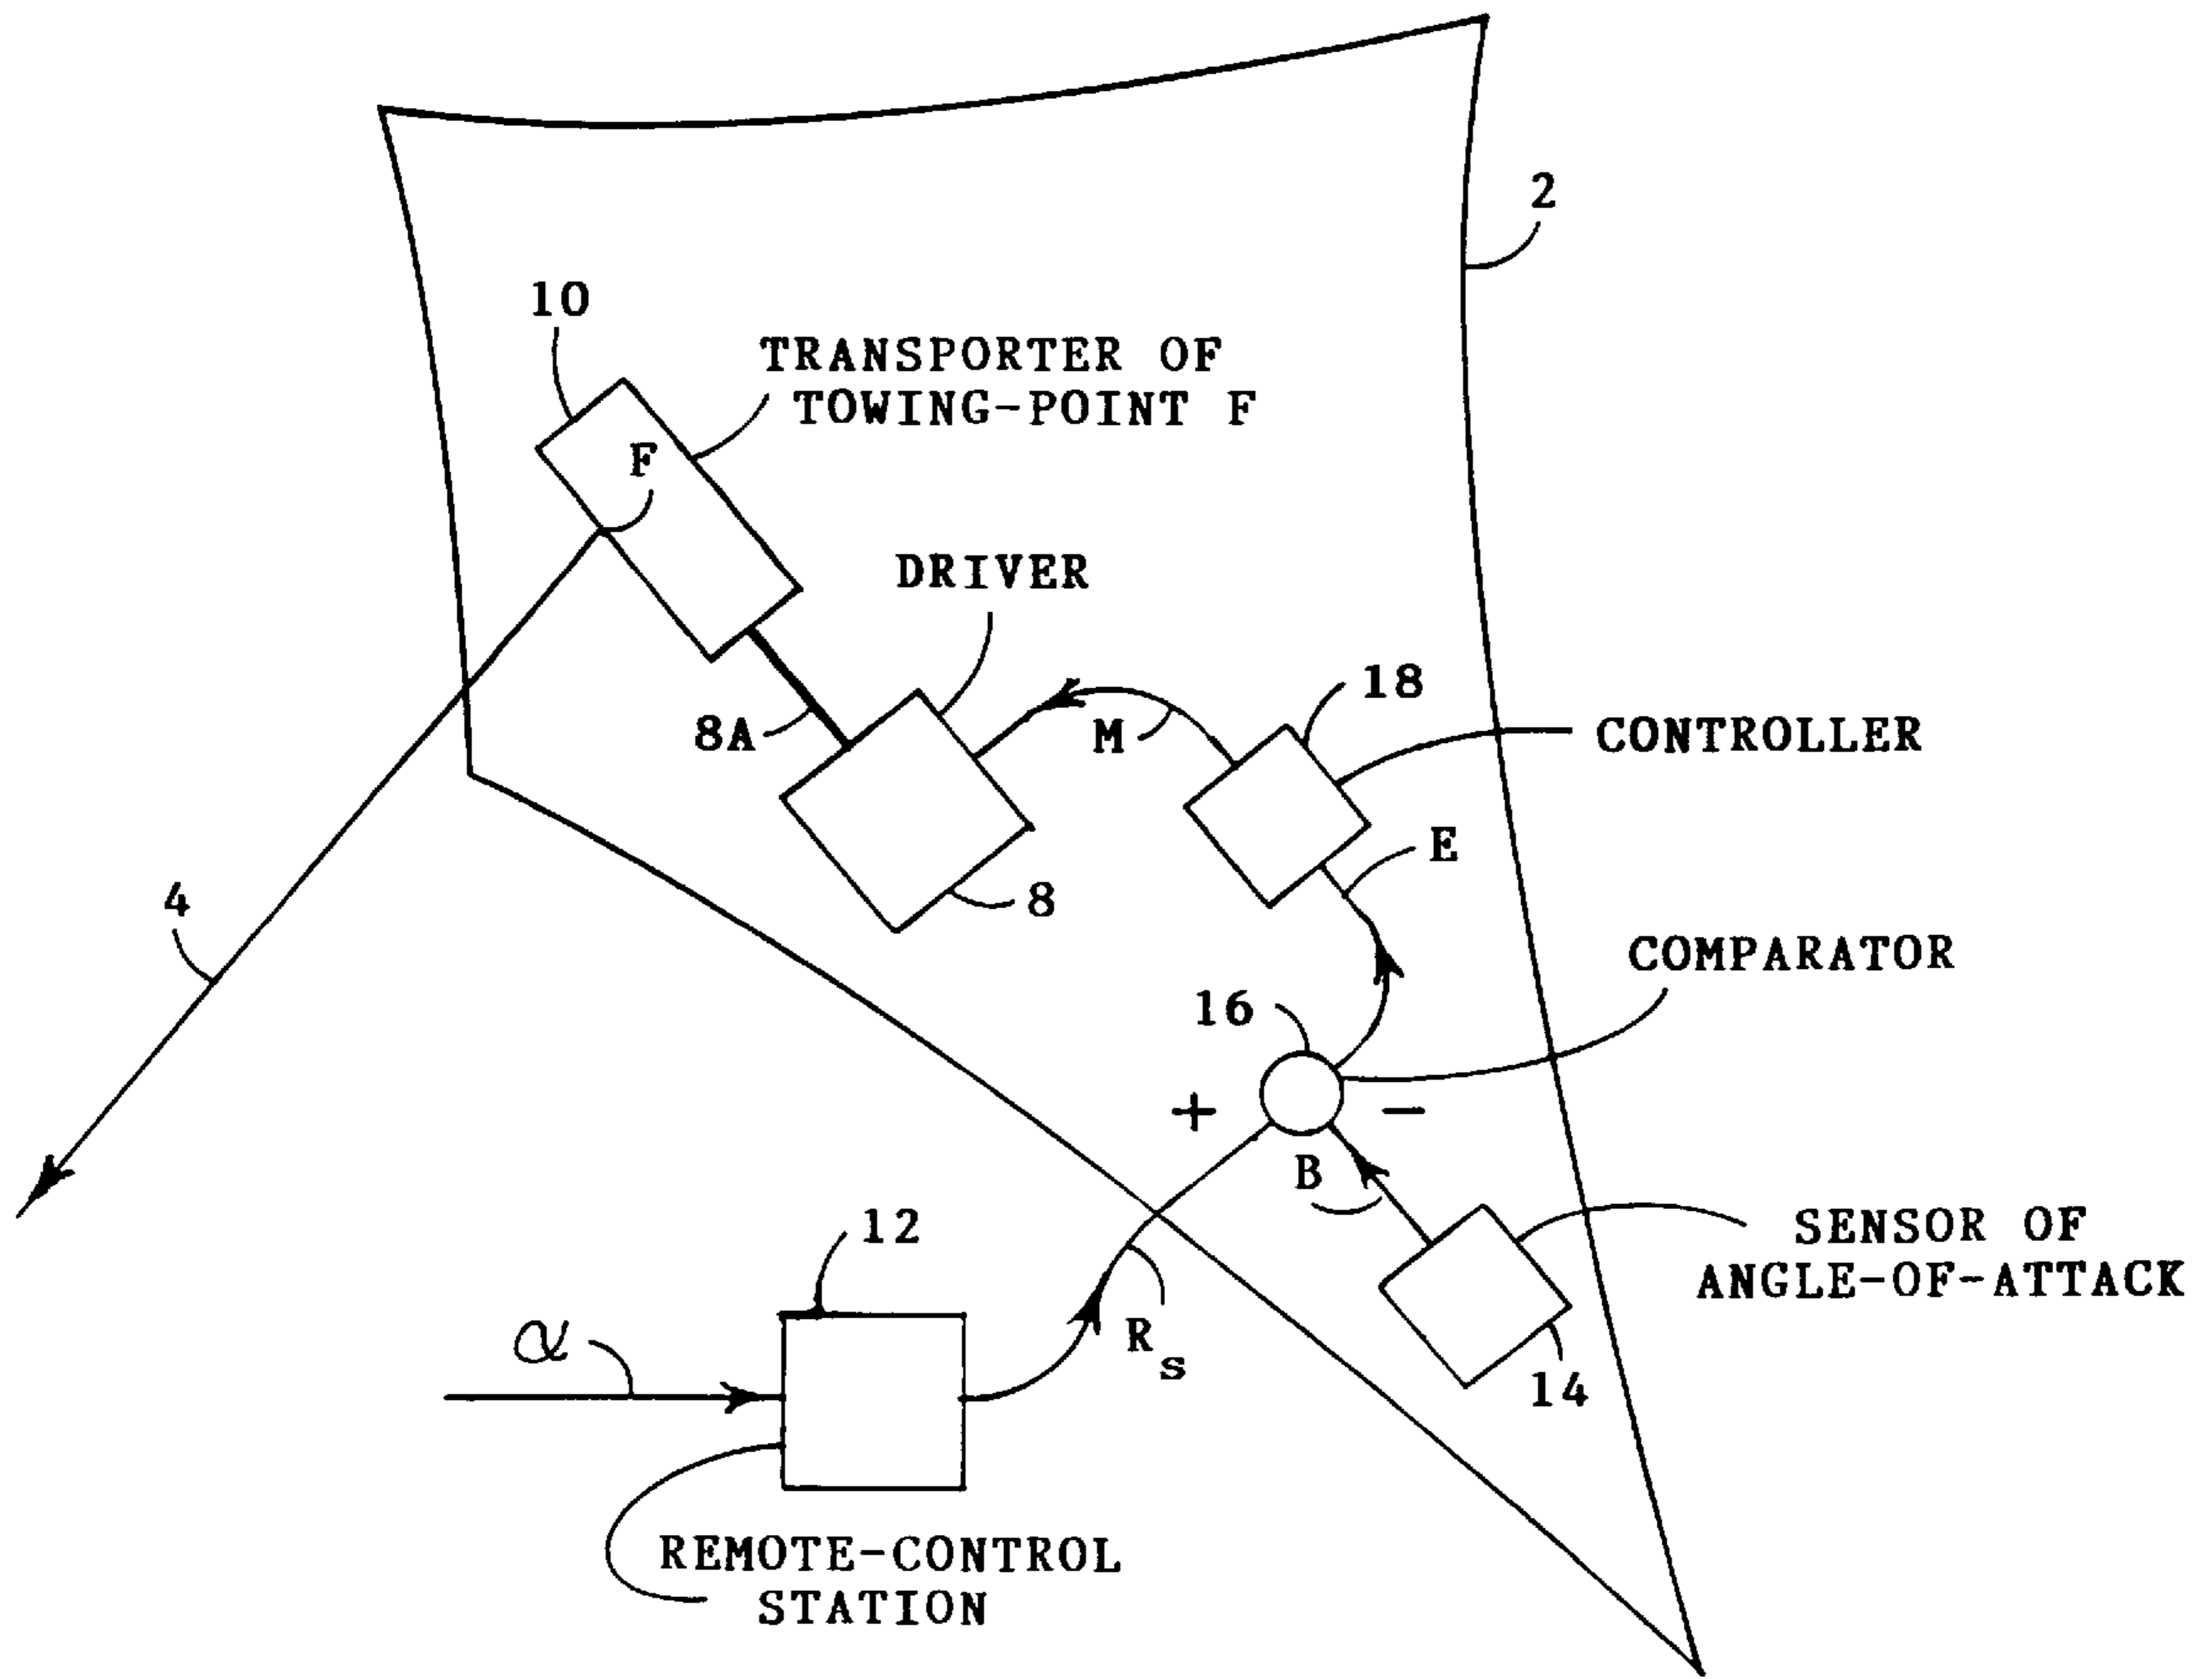 2
10
TRANSPORTER OF
TOWING-POINT F
F
DRIVER
18
8A
M
CONTROLLER
E
4
8
COMPARATOR
16
+
-
B
12
SENSOR OF
ANGLE-OF-ATTACK
α
Rs
14
REMOTE-CONTROL
STATION